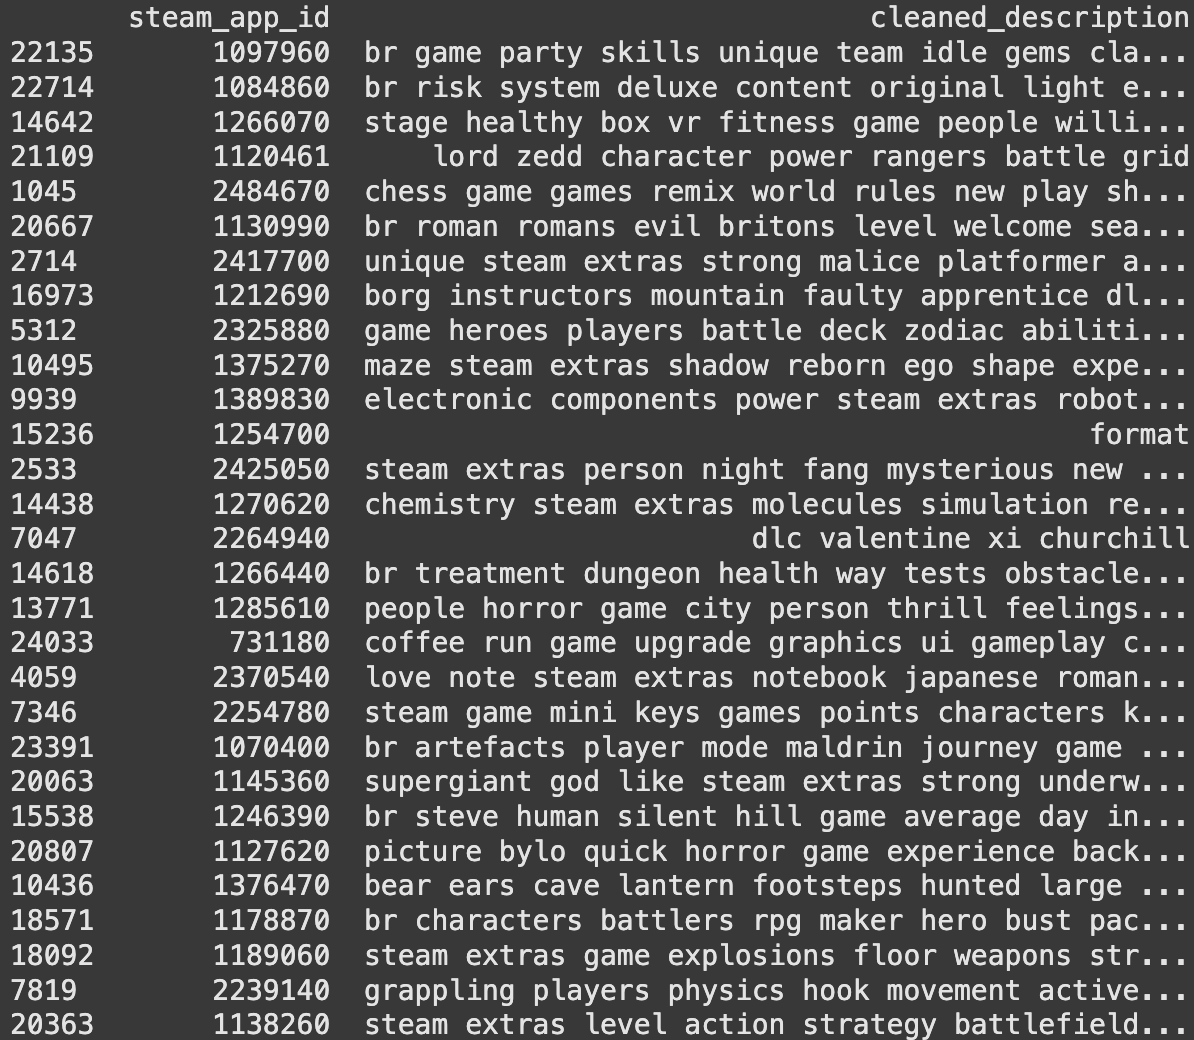 steam_app_id cleaned_description
22135 1097960 br game party skills unique team idle gems cla...
22714 1084860 br risk system deluxe content original light e...
14642 1266070 stage healthy box vr fitness game people willi...
21109 1120461 lord zedd character power rangers battle grid
1045 2484670 chess game games remix world rules new play sh...
20667 1130990 br roman romans evil britons level welcome sea...
2714 2417700 unique steam extras strong malice platformer a...
16973 1212690 borg instructors mountain faulty apprentice dl...
5312 2325880 game heroes players battle deck zodiac abiliti...
10495 1375270 maze steam extras shadow reborn ego shape expe...
9939 1389830 electronic components power steam extras robot...
15236 1254700 format
2533 2425050 steam extras person night fang mysterious new ...
14438 1270620 chemistry steam extras molecules simulation re...
7047 2264940 dlc valentine xi churchill
14618 1266440 br treatment dungeon health way tests obstacle...
13771 1285610 people horror game city person thrill feelings...
24033 731180 coffee run game upgrade graphics ui gameplay c...
4059 2370540 love note steam extras notebook japanese roman...
7346 2254780 steam game mini keys games points characters k...
23391 1070400 br artefacts player mode maldrin journey game ...
20063 1145360 supergiant god like steam extras strong underw...
15538 1246390 br steve human silent hill game average day in...
20807 1127620 picture bylo quick horror game experience back...
10436 1376470 bear ears cave lantern footsteps hunted large ...
18571 1178870 br characters battlers rpg maker hero bust pac...
18092 1189060 steam extras game explosions floor weapons str...
7819 2239140 grappling players physics hook movement active...
20363 1138260 steam extras level action strategy battlefield...